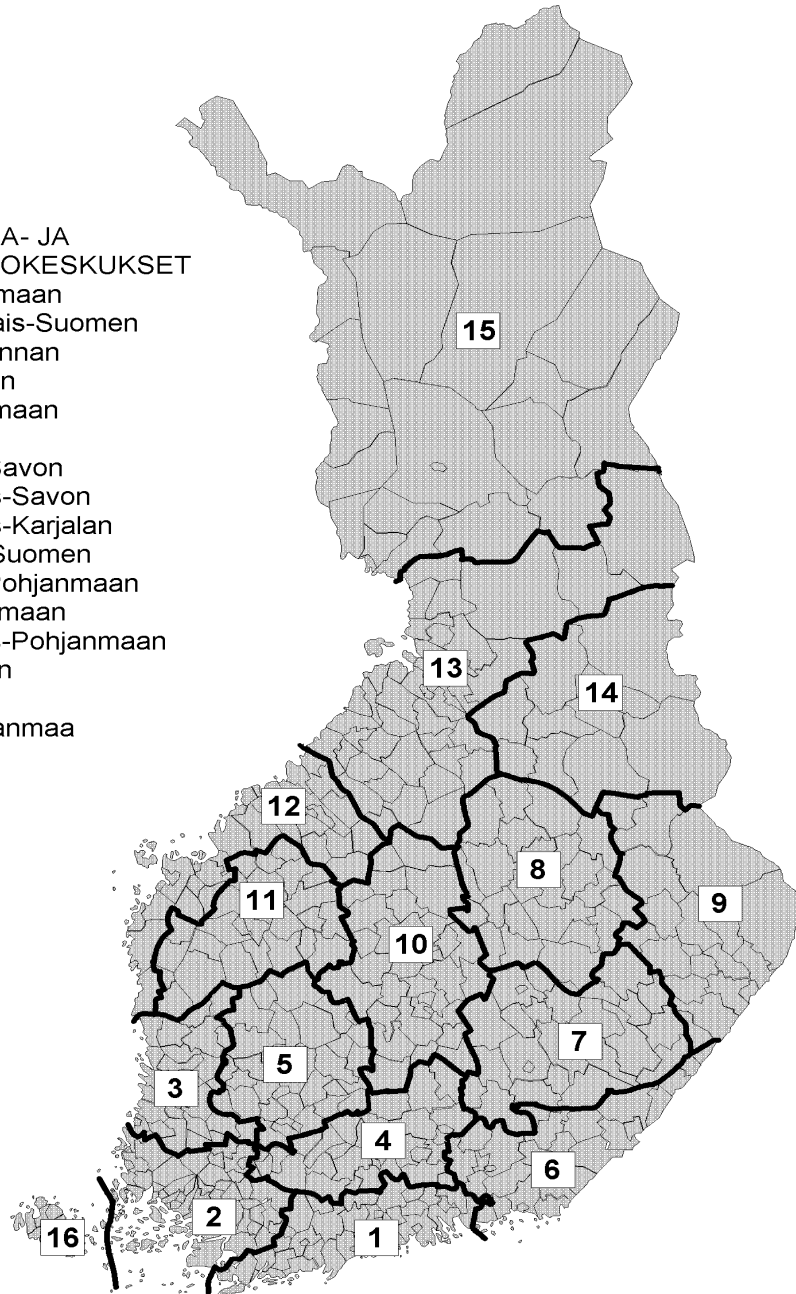 A- JA
OKESKUKSET
maan
ais-Suomen
nnan
n
maan
Savon
s-Savon
s-Karjalan
Suomen
Pohjanmaan
maan
s-Pohjanmaan
n
anmaa
15
13
14
12
8
11
9
10
7
5
3
4
6
2
16
1